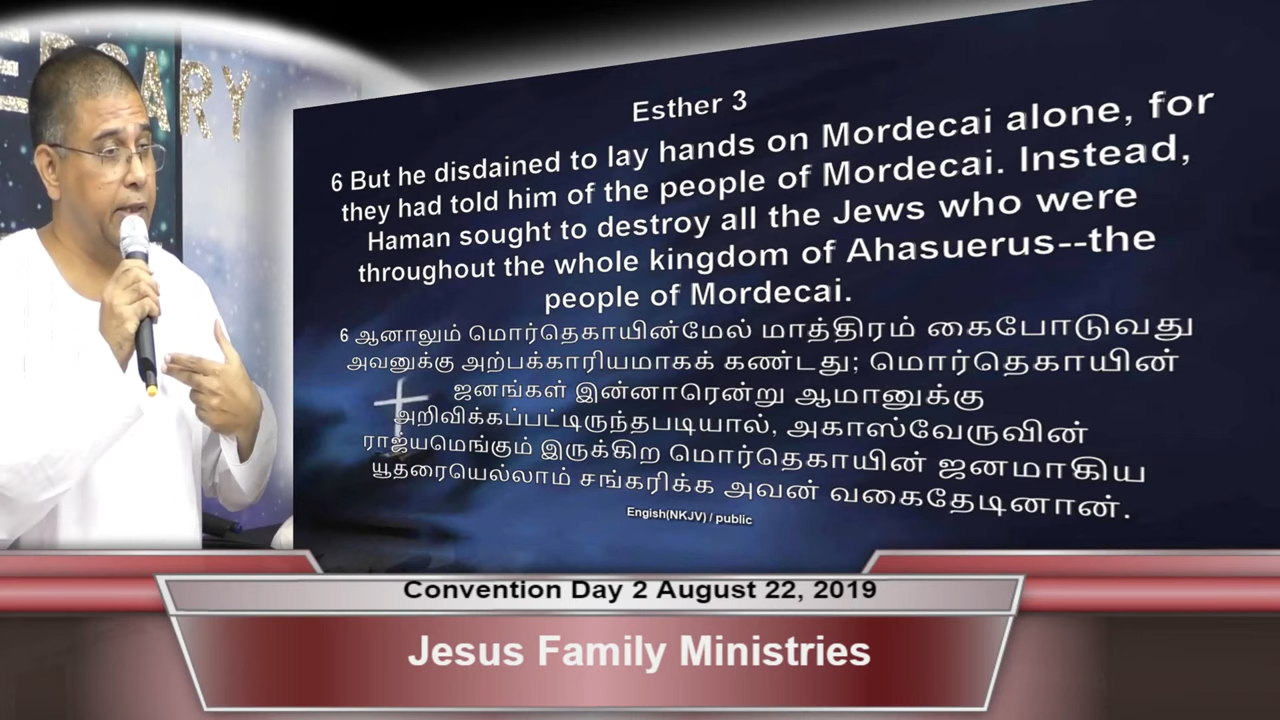 ERSARY
Esther 3
6 But he disdained to lay hands on Mordecai alone, for
they had told him of the people of Mordecai. Instead,
Haman sought to destroy all the Jews who were
throughout the whole kingdom of Ahasuerus--the
people of Mordecai.
6 ஆனாலும் மொர்தெகாயின்மேல் மாத்திரம் கைபோடுவது
அவனுக்கு அற்பக்காரியமாகக் கண்டது; மொர்தெகாயின்
ஜனங்கள் இன்னாரென்று ஆமானுக்கு
அறிவிக்கப்பட்டிருந்தபடியால், அகாஸ்வேருவின்
ராஜ்யமெங்கும் இருக்கிற மொர்தெகாயின் ஜனமாகிய
யூதரையெல்லாம் சங்கரிக்க அவன் வகைதேடினான்.
Engish(NKJV) / public
Convention Day 2 August 22, 2019
Jesus Family Ministries